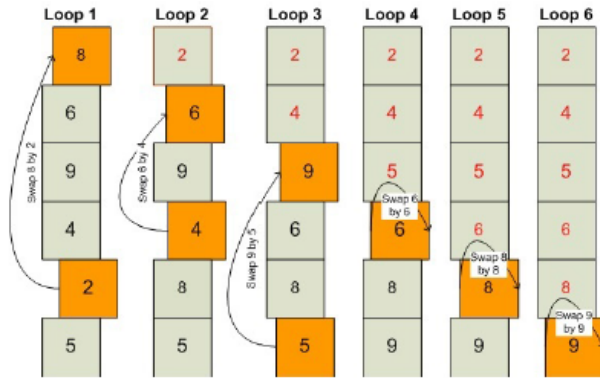 Loop 1 Loop 2 Loop 3 Loop 4 Loop 5 Loop 6
8 2 2 2 2 2
6 6 4 4 4 4
9 9 9 5 5 5
4 4 6 6 6 6
2 8 8 8 8 8
5 5 5 9 9 9
Swap 8 by 2
Swap 6 by 4
Swap 9 by 5
Swap 6
by 6
Swap 8
by 8
Swap 9
by 9